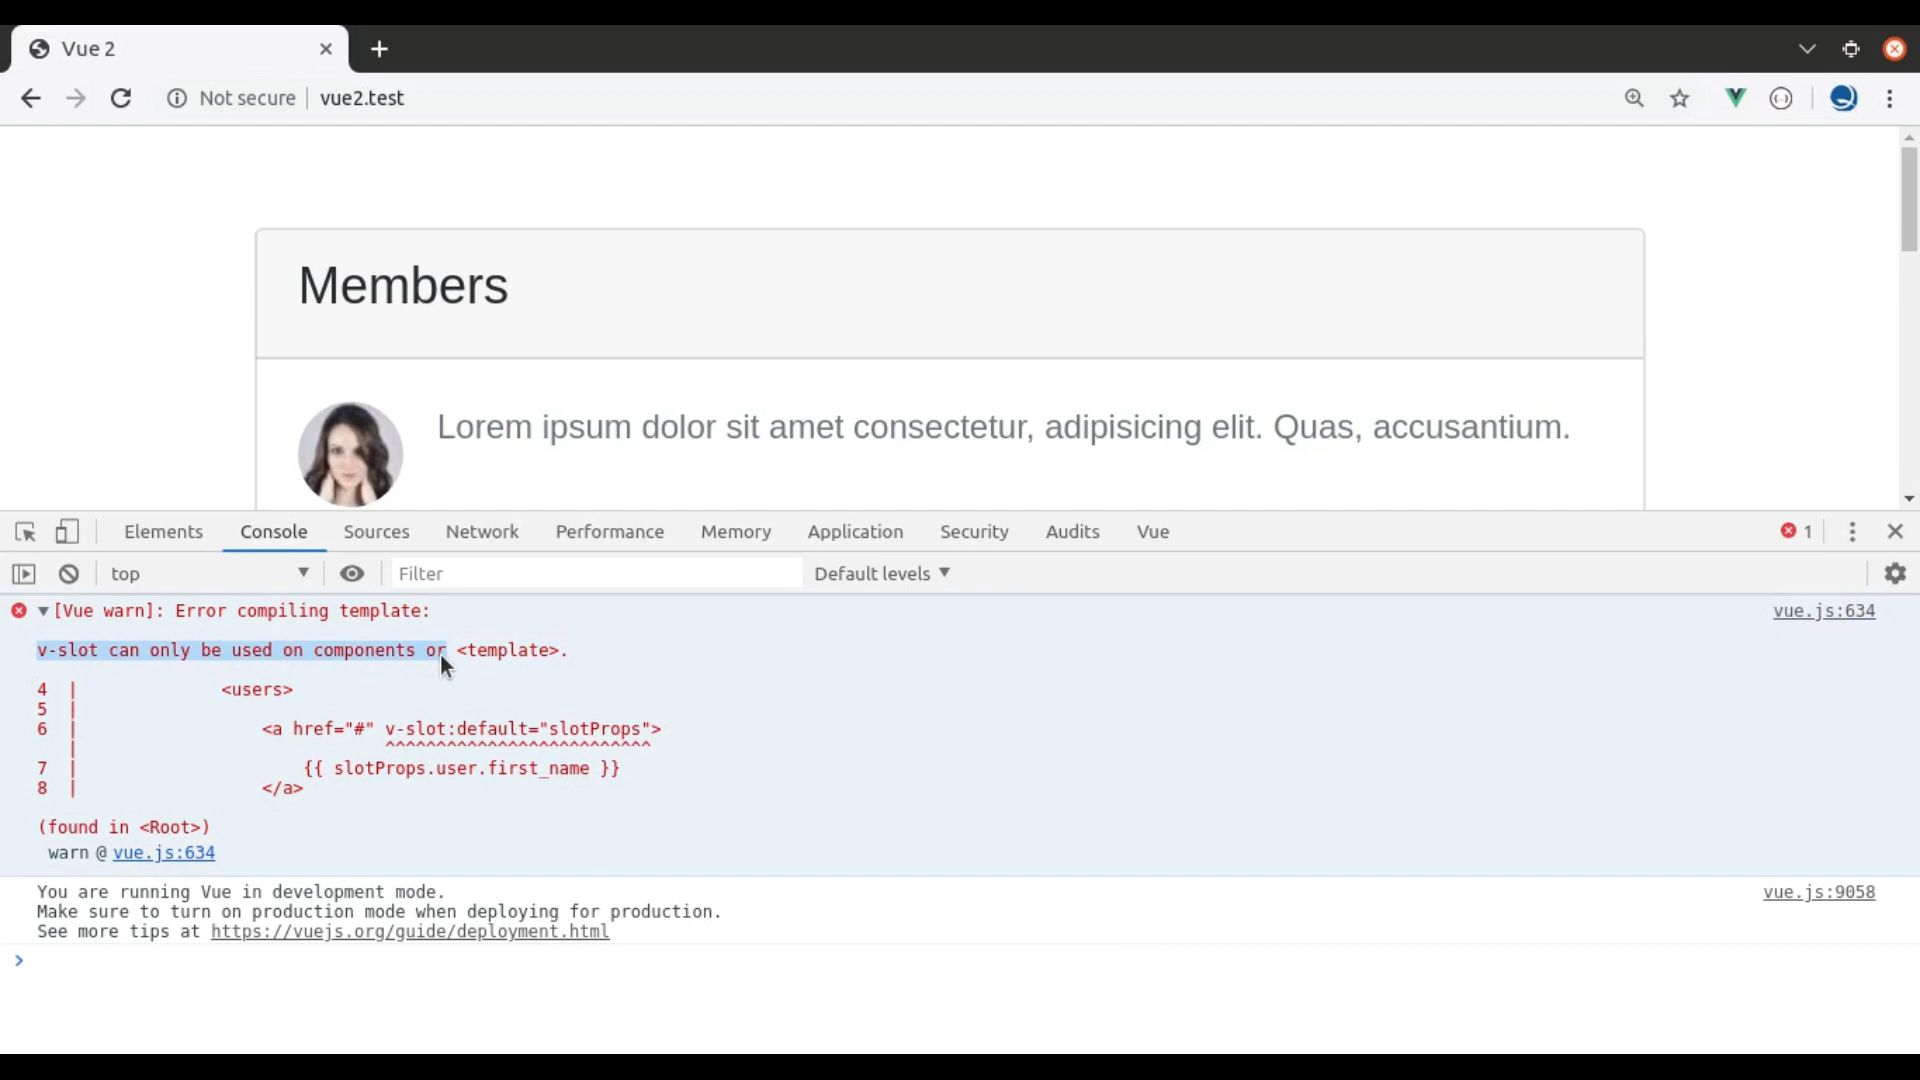 Vue 2
Not secure vue2.test
Members
Lorem ipsum dolor sit amet consectetur, adipisicing elit. Quas, accusantium.
Elements Console Sources Network Performance Memory Application Security Audits Vue 1
top Filter Default levels
[Vue warn]: Error compiling template: vue.js:634
v-slot can only be used on components or <template>.
4 | <users>
5 |
6 | <a href="#" v-slot:default="slotProps">
| ^^^^^^^^^^^^^^^^^^^^^^^^^^
7 | {{ slotProps.user.first_name }}
8 | </a>
(found in <Root>)
warn @ vue.js:634
You are running Vue in development mode. vue.js:9058
Make sure to turn on production mode when deploying for production.
See more tips at https://vuejs.org/guide/deployment.html
>